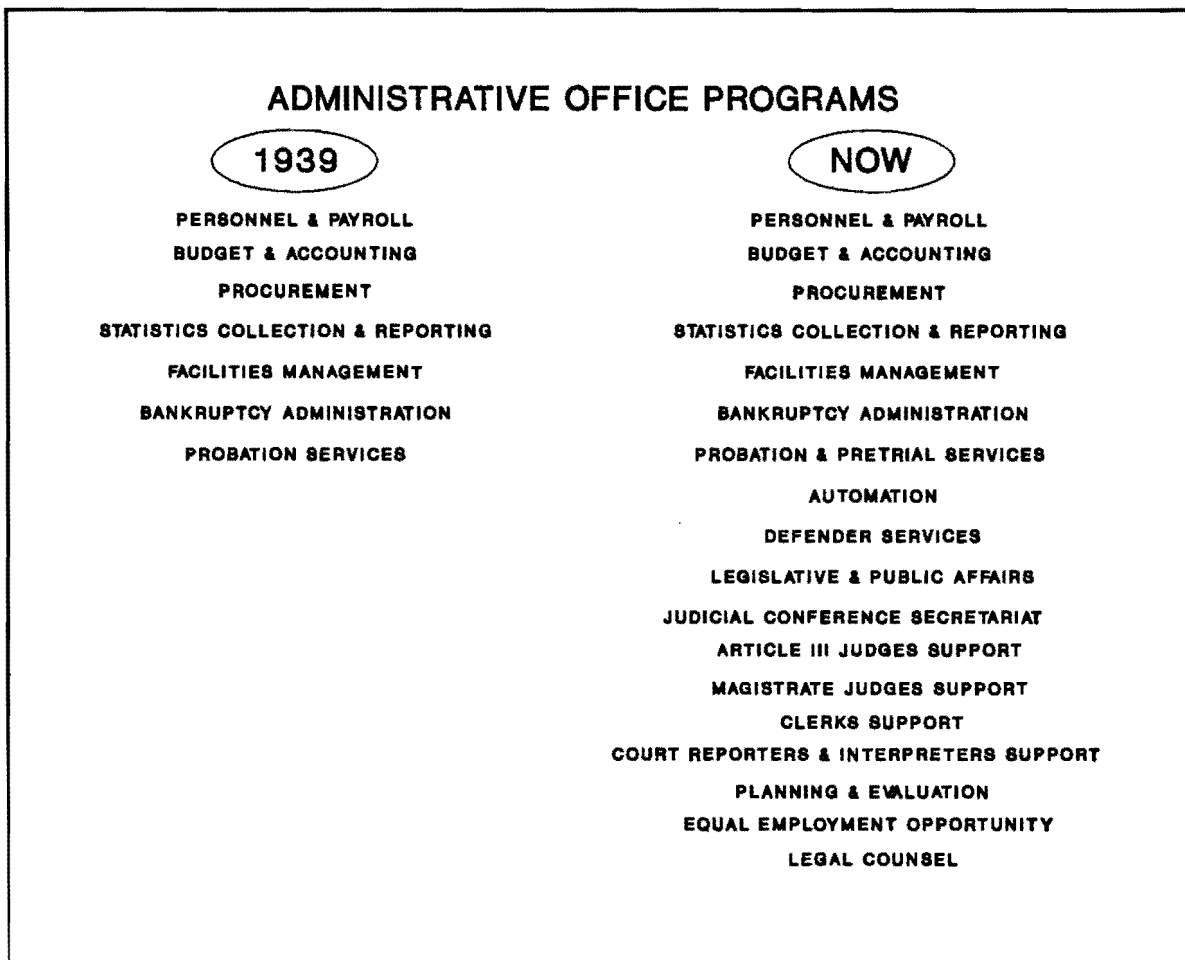 ADMINISTRATIVE OFFICE PROGRAMS
1939
PERSONNEL & PAYROLL
BUDGET & ACCOUNTING
PROCUREMENT
STATISTICS COLLECTION & REPORTING
FACILITIES MANAGEMENT
BANKRUPTCY ADMINISTRATION
PROBATION SERVICES
NOW
PERSONNEL & PAYROLL
BUDGET & ACCOUNTING
PROCUREMENT
STATISTICS COLLECTION & REPORTING
FACILITIES MANAGEMENT
BANKRUPTCY ADMINISTRATION
PROBATION & PRETRIAL SERVICES
AUTOMATION
DEFENDER SERVICES
LEGISLATIVE & PUBLIC AFFAIRS
JUDICIAL CONFERENCE SECRETARIAT
ARTICLE III JUDGES SUPPORT
MAGISTRATE JUDGES SUPPORT
CLERKS SUPPORT
COURT REPORTERS & INTERPRETERS SUPPORT
PLANNING & EVALUATION
EQUAL EMPLOYMENT OPPORTUNITY
LEGAL COUNSEL